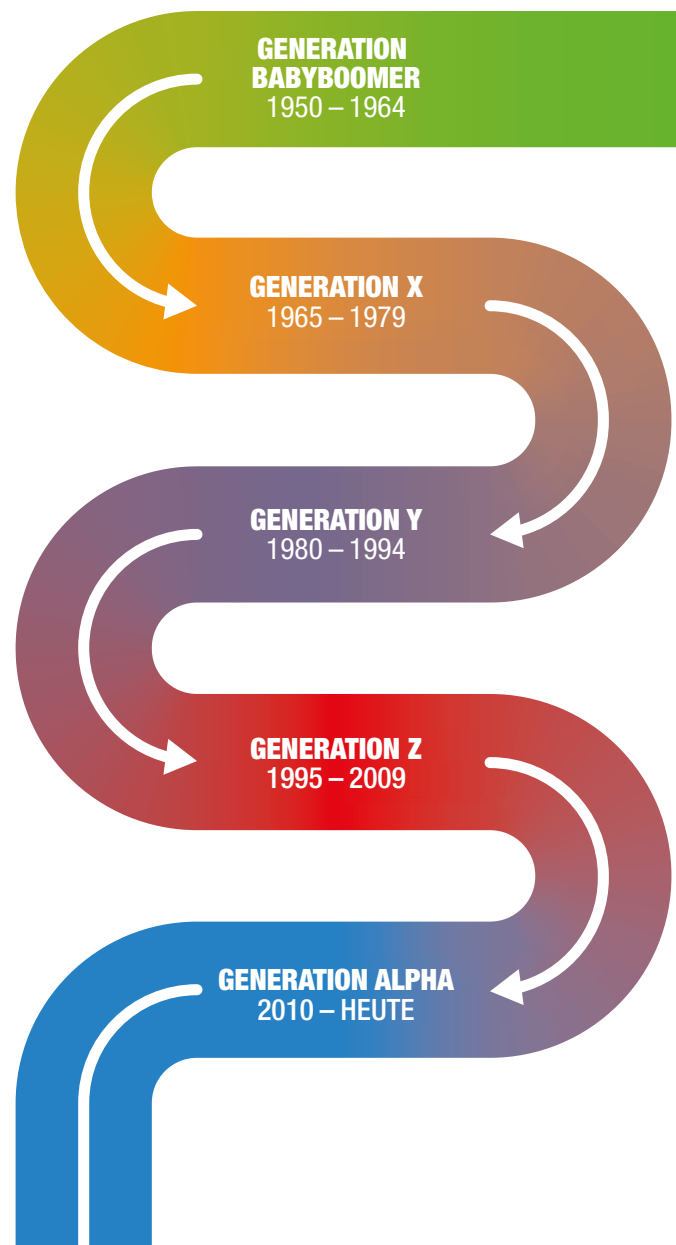 GENERATION
BABYBOOMER
1950 – 1964
GENERATION X
1965 – 1979
GENERATION Y
1980 – 1994
GENERATION Z
1995 – 2009
GENERATION ALPHA
2010 – HEUTE